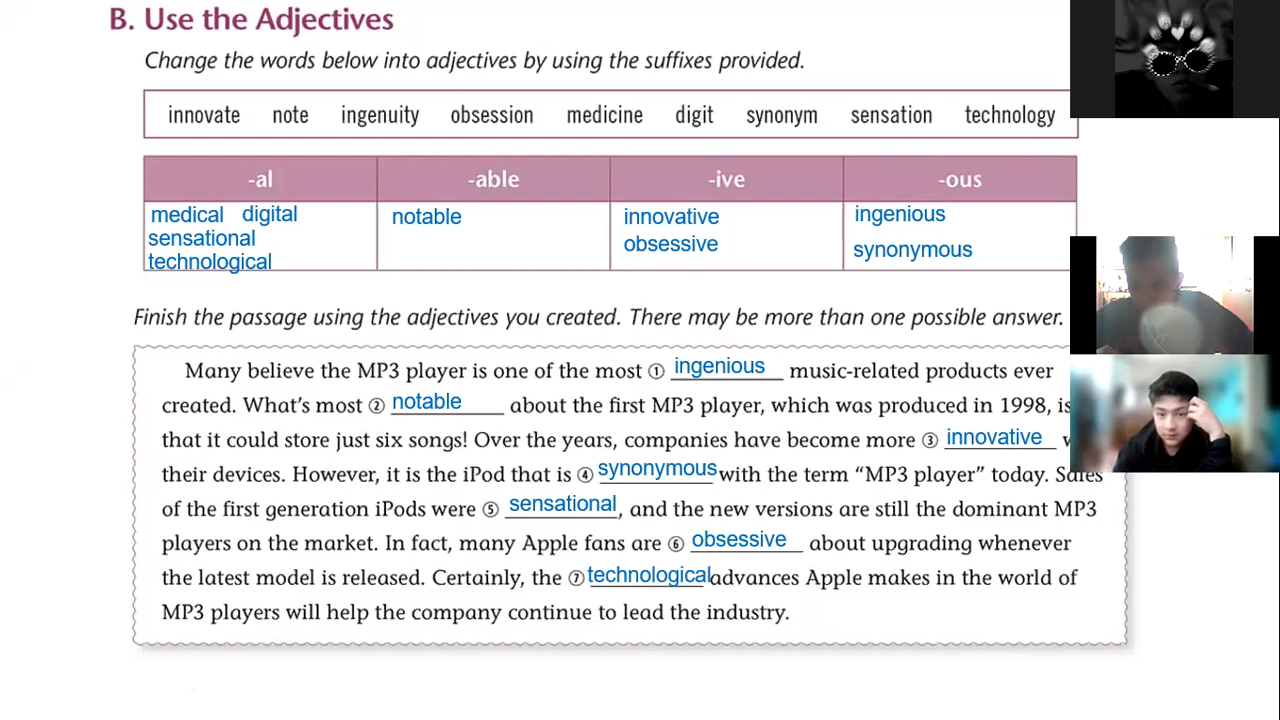 B. Use the Adjectives
Change the words below into adjectives by using the suffixes provided.
innovate note ingenuity obsession medicine digit synonym sensation technology
-al -able -ive -ous
medical digital notable innovative ingenious
sensational obsessive synonymous
technological
Finish the passage using the adjectives you created. There may be more than one possible answer.
Many believe the MP3 player is one of the most ① ingenious music-related products ever
created. What's most ② notable about the first MP3 player, which was produced in 1998, is
that it could store just six songs! Over the years, companies have become more ③ innovative
their devices. However, it is the iPod that is ④ synonymous with the term “MP3 player” today. Sales
of the first generation iPods were ⑤ sensational, and the new versions are still the dominant MP3
players on the market. In fact, many Apple fans are ⑥ obsessive about upgrading whenever
the latest model is released. Certainly, the ⑦ technological advances Apple makes in the world of
MP3 players will help the company continue to lead the industry.